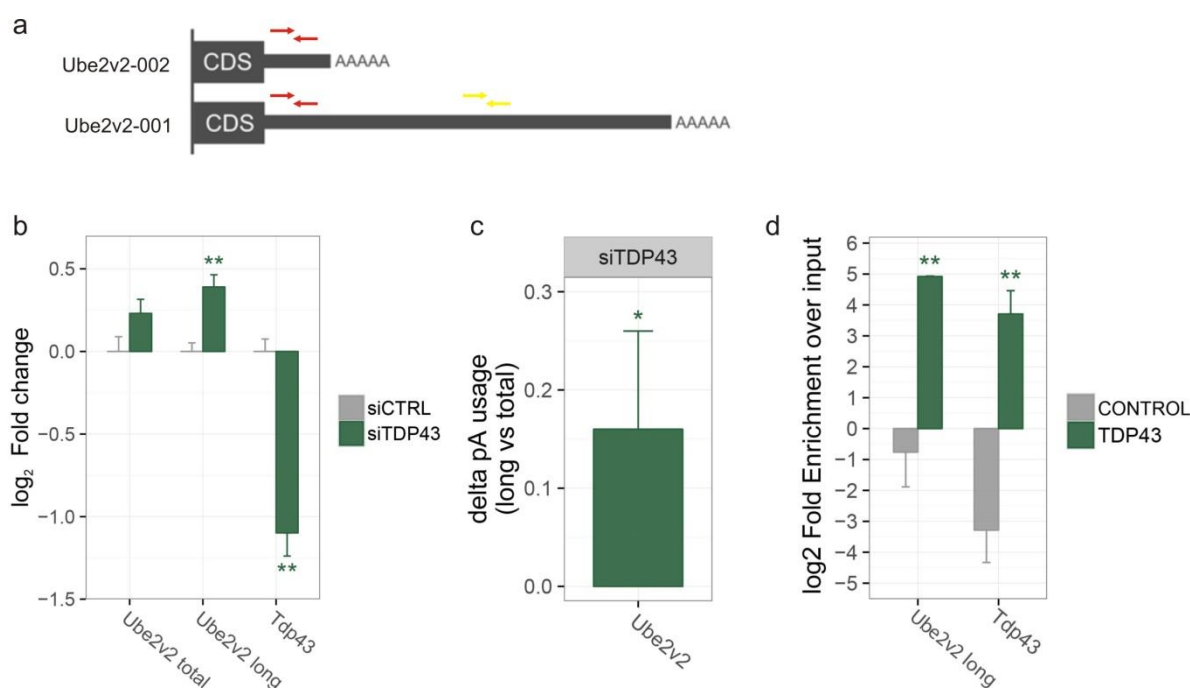 a
Ube2v2-002
CDS
AAAAA
Ube2v2-001
CDS
AAAAA
b
log₂ Fold change
0.5
0.0
−0.5
−1.0
−1.5
**
**
Ube2v2 total
Ube2v2 long
Tdp43
siCTRL
siTDP43
c
siTDP43
delta pA usage
(long vs total)
0.3
0.2
0.1
0.0
*
Ube2v2
d
log2 Fold Enrichment over input
6
5
4
3
2
1
0
−1
−2
−3
−4
−5
**
**
Ube2v2 long
Tdp43
CONTROL
TDP43